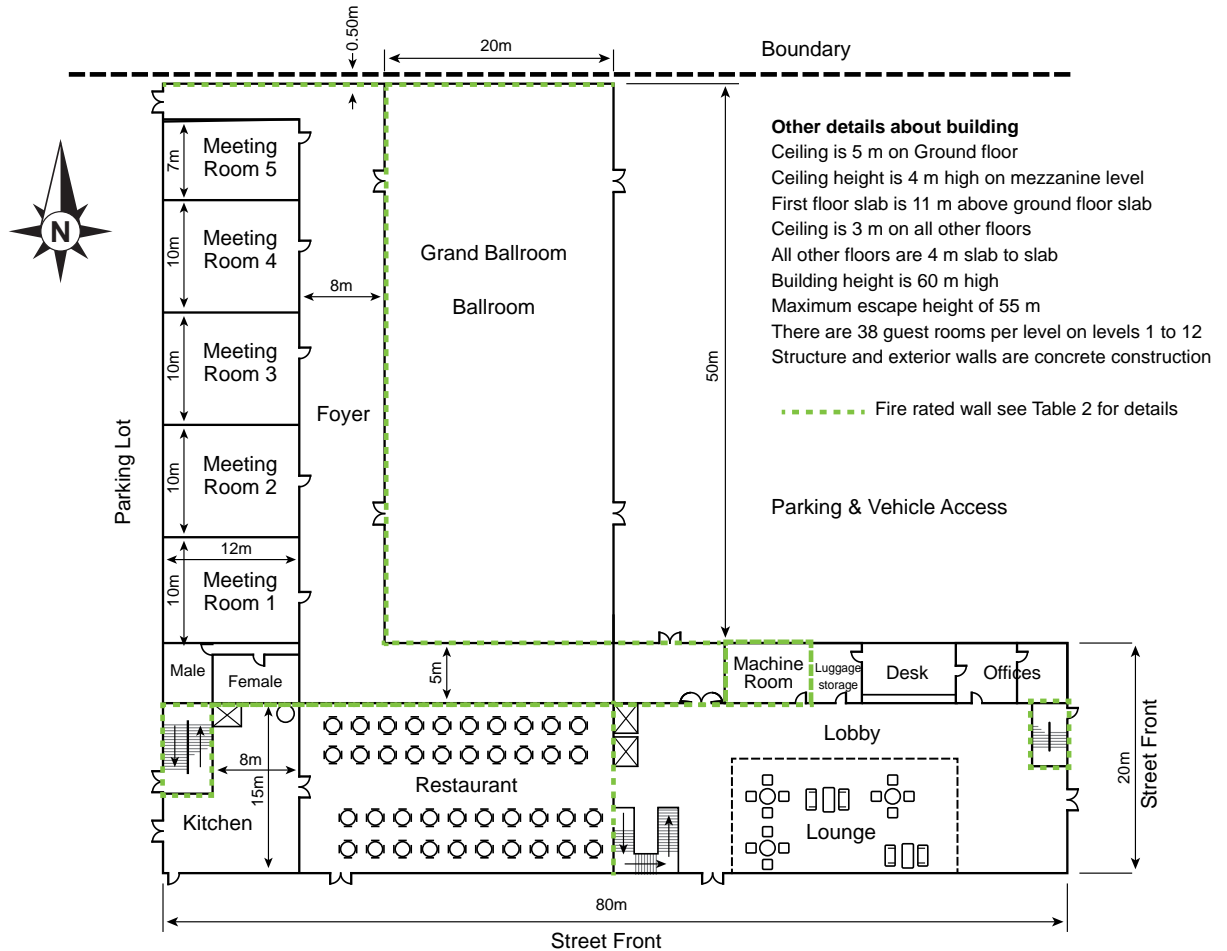 0.50m
20m
Boundary
Other details about building
Ceiling is 5 m on Ground floor
Ceiling height is 4 m high on mezzanine level
First floor slab is 11 m above ground floor slab
Ceiling is 3 m on all other floors
All other floors are 4 m slab to slab
Building height is 60 m high
Maximum escape height of 55 m
There are 38 guest rooms per level on levels 1 to 12
Structure and exterior walls are concrete construction
Fire rated wall see Table 2 for details
N
7m
Meeting
Room 5
10m
Meeting
Room 4
Grand Ballroom
Ballroom
8m
10m
Meeting
Room 3
50m
Foyer
Parking Lot
10m
Meeting
Room 2
Parking & Vehicle Access
12m
10m
Meeting
Room 1
Male
Female
5m
Machine
Room
Luggage
storage
Desk
Offices
Lobby
8m
15m
Restaurant
Kitchen
Lounge
20m
Street Front
80m
Street Front